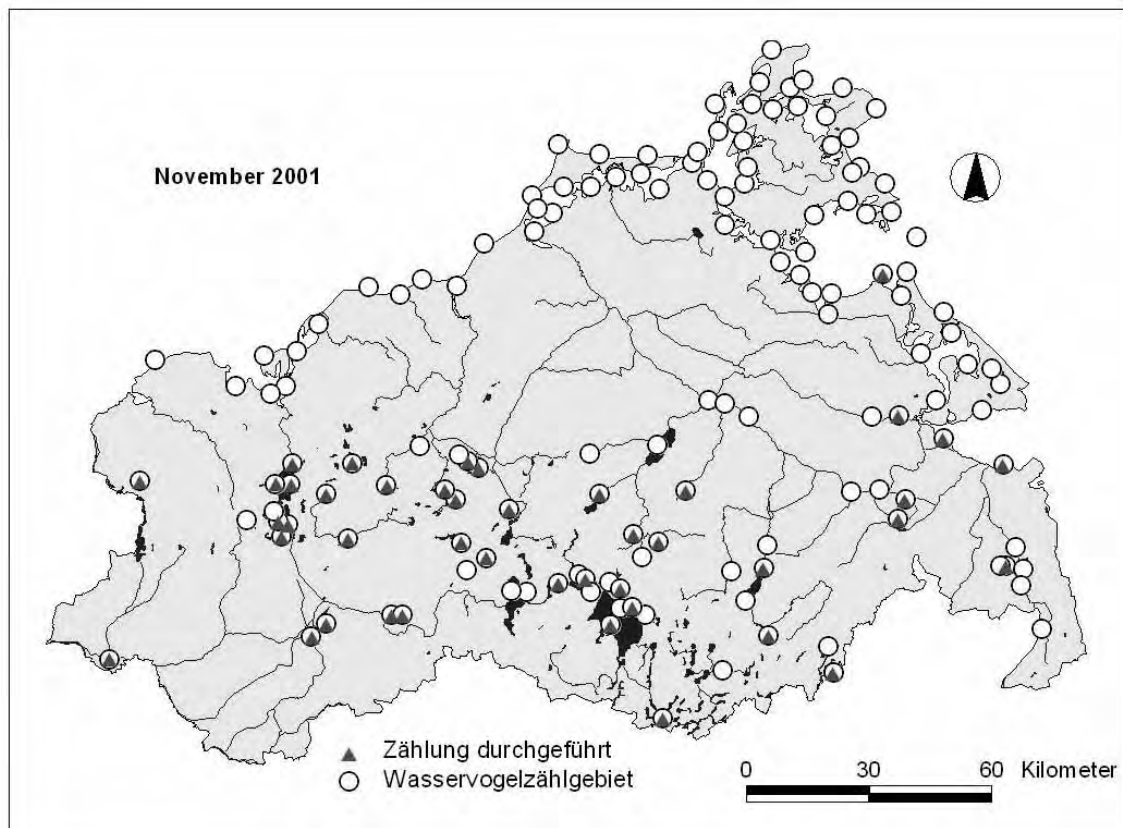 November 2001
Zählung durchgeführt
Wasservogelzählgebiet
0 30 60 Kilometer